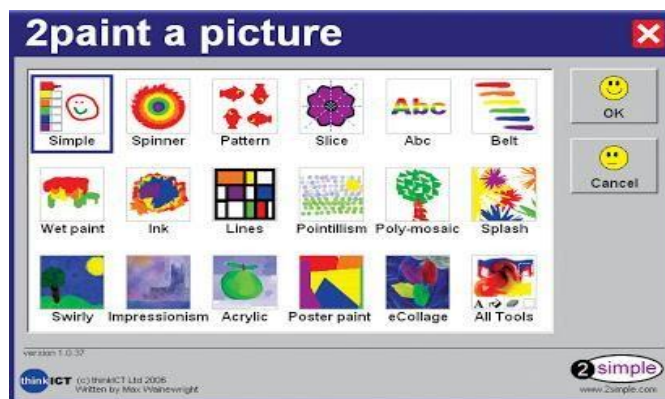 2paint a picture
Simple Spinner Pattern Slice Abc Belt
Abc
OK
Wet paint Ink Lines Pointillism Poly-mosaic Splash
Cancel
Swirly Impressionism Acrylic Poster paint eCollage All Tools
A
version 1.0.37
thinkICT (c) thinkICT Ltd 2006
Written by Max Wainewright
2simple
www.2simple.com